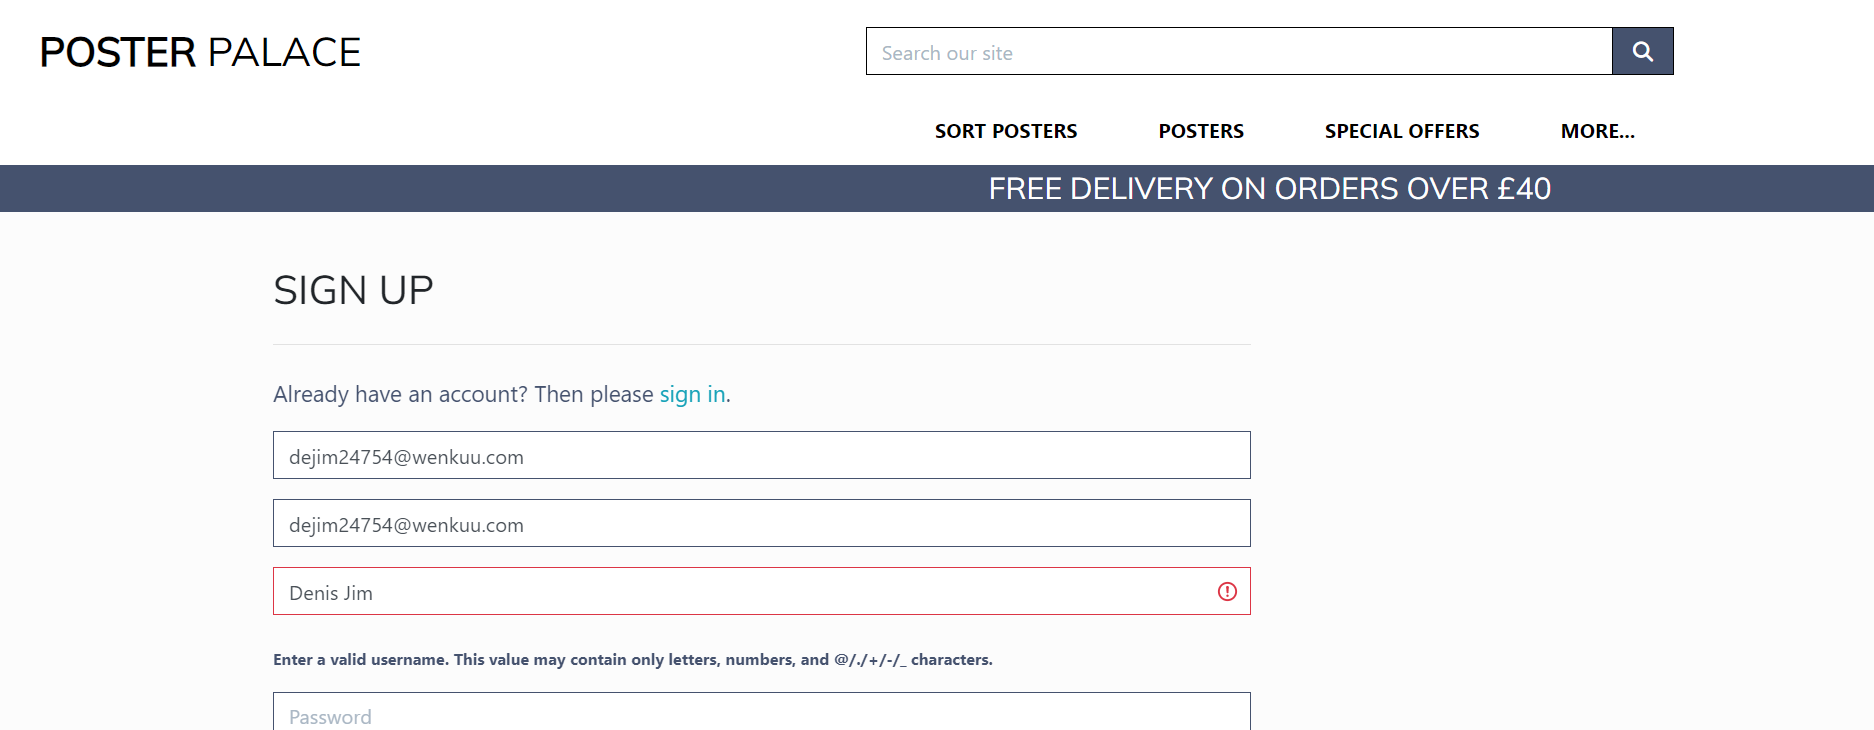 POSTER PALACE
Search our site
SORT POSTERS POSTERS SPECIAL OFFERS MORE...
FREE DELIVERY ON ORDERS OVER £40
SIGN UP
Already have an account? Then please sign in.
dejim24754@wenkuu.com
dejim24754@wenkuu.com
Denis Jim
Enter a valid username. This value may contain only letters, numbers, and @/./+/-/_ characters.
Password